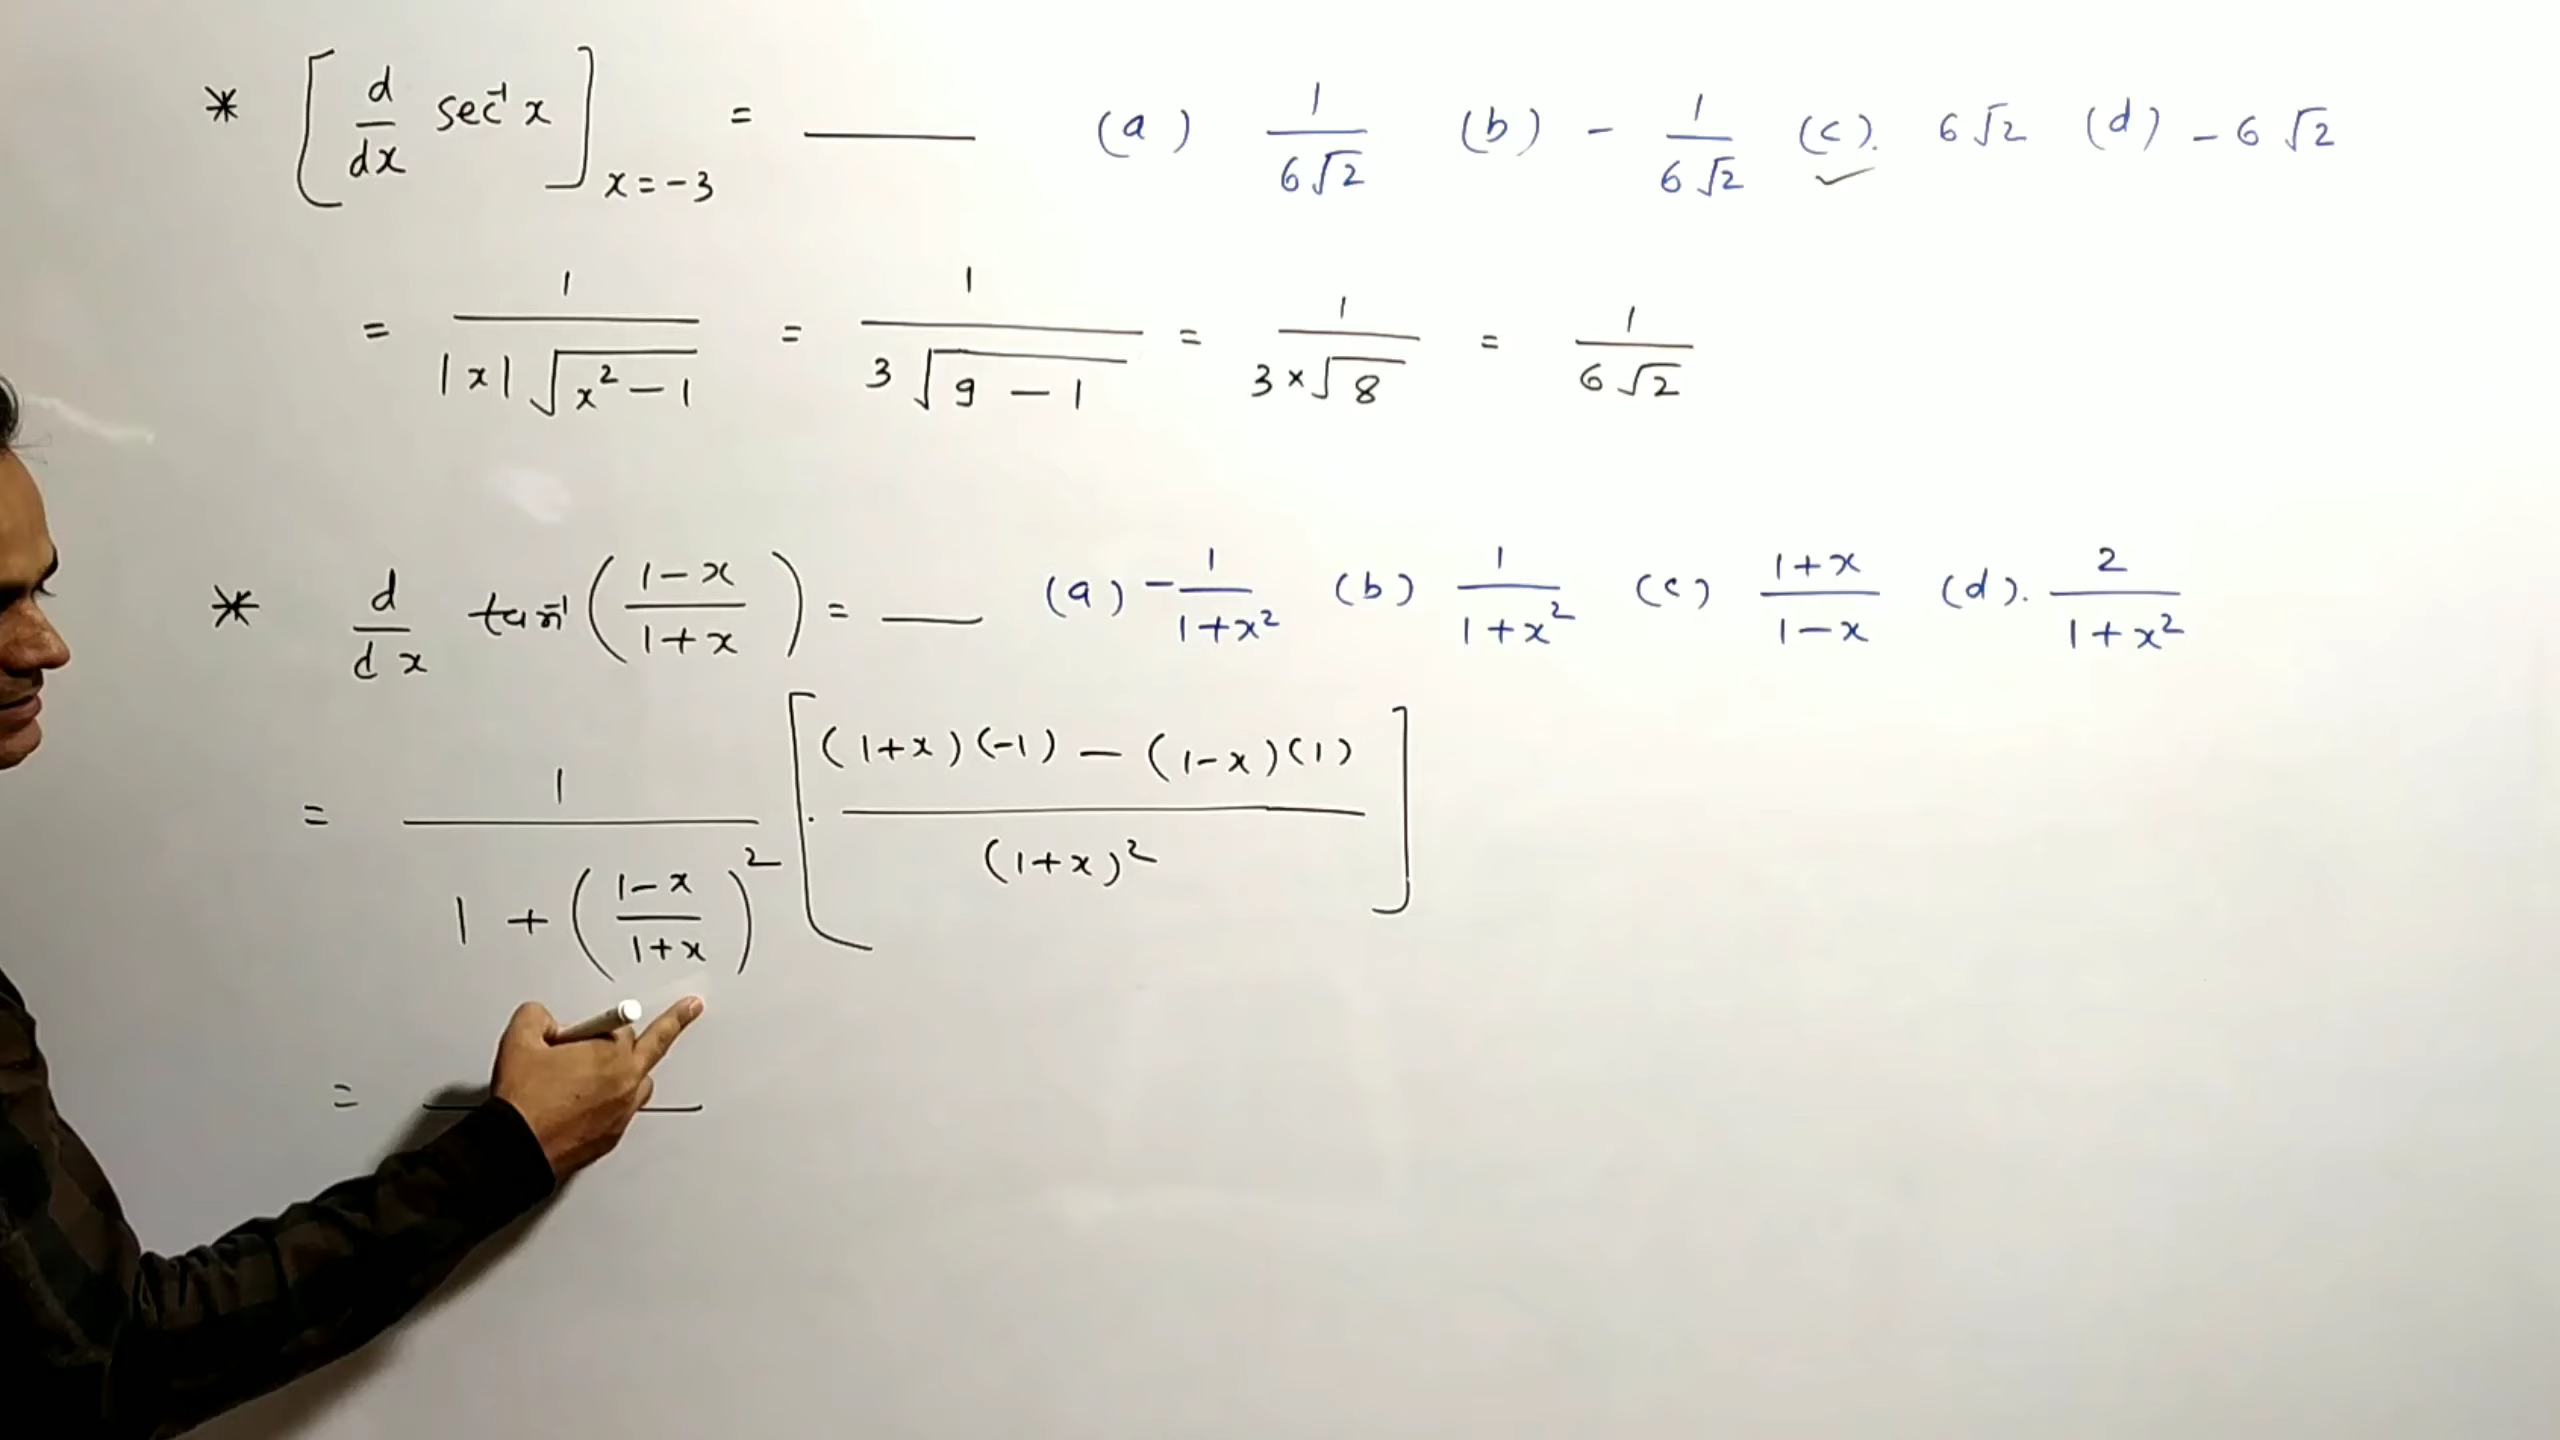 * [d/dx sec⁻¹ x]ₓ₌₋₃ = ____ (a) 1/6√2 (b) - 1/6√2 (c). ✓ 6√2 (d) - 6√2
= 1/|x|√x² - 1 = 1/3√9 - 1 = 1/3×√8 = 1/6√2
* d/dx tan⁻¹ (1-x/1+x) = ___ (a) - 1/1+x² (b) 1/1+x² (c) 1+x/1-x (d). 2/1+x²
= 1/1 + (1-x/1+x)² [. (1+x)(-1) - (1-x)(1)/(1+x)²]
=